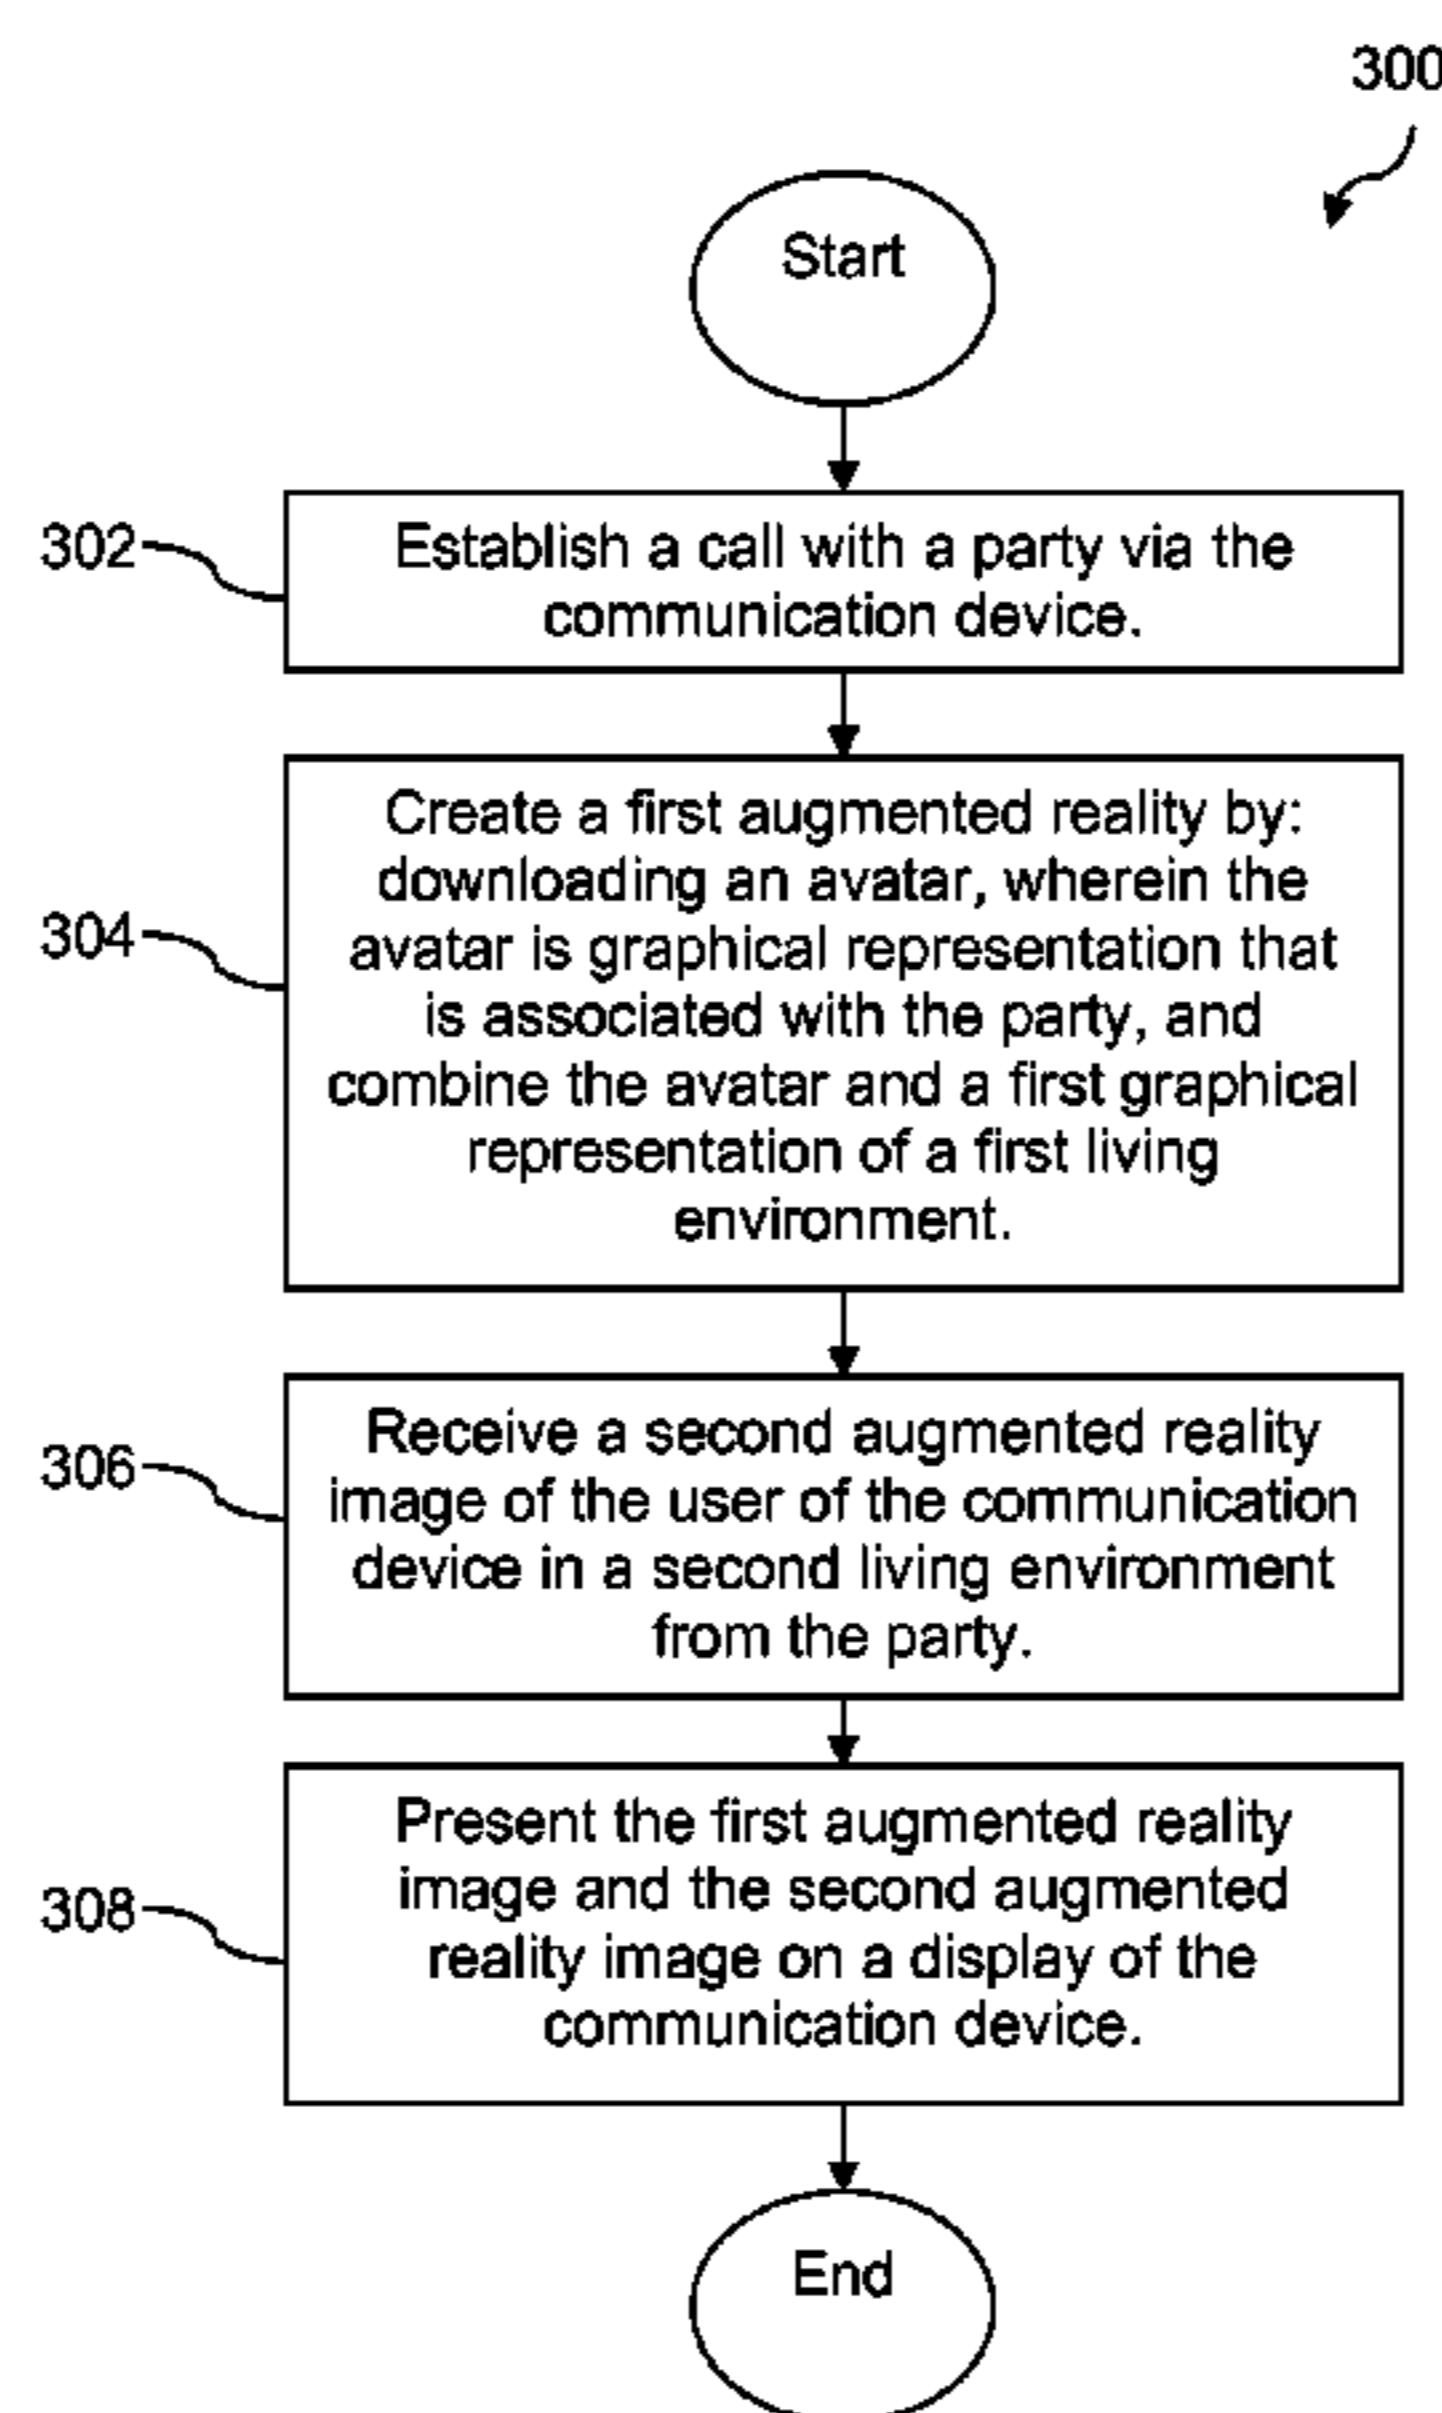 300
Start
302
Establish a call with a party via the
communication device.
304
Create a first augmented reality by:
downloading an avatar, wherein the
avatar is graphical representation that
is associated with the party, and
combine the avatar and a first graphical
representation of a first living
environment.
306
Receive a second augmented reality
image of the user of the communication
device in a second living environment
from the party.
308
Present the first augmented reality
image and the second augmented
reality image on a display of the
communication device.
End